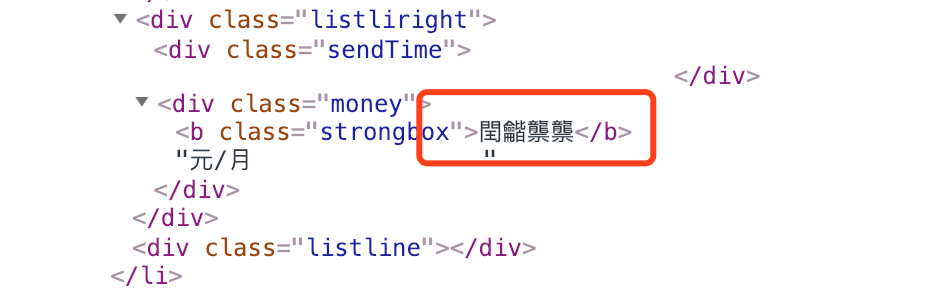 ▼<div class="listliright">
<div class="sendTime">
</div>
▼<div class="money">
<b class="strongbox">閏龤龒龒</b>
"元/月 "
</div>
</div>
<div class="listline"></div>
</li>